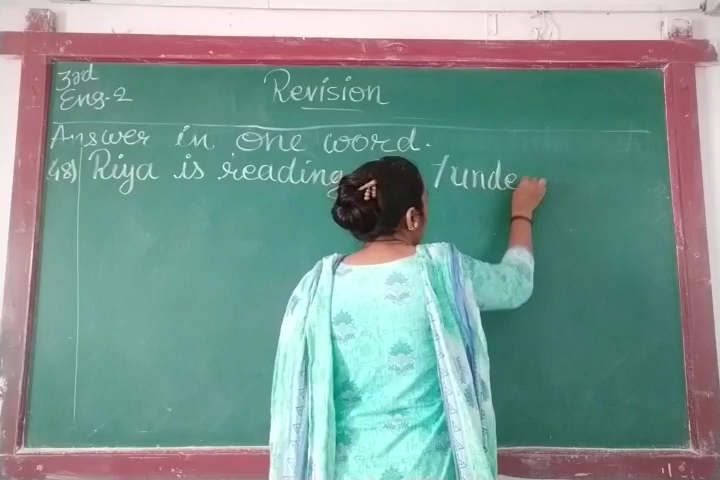 3rd
Eng-2
Revision
Answer in one word.
48) Riya is reading /unde